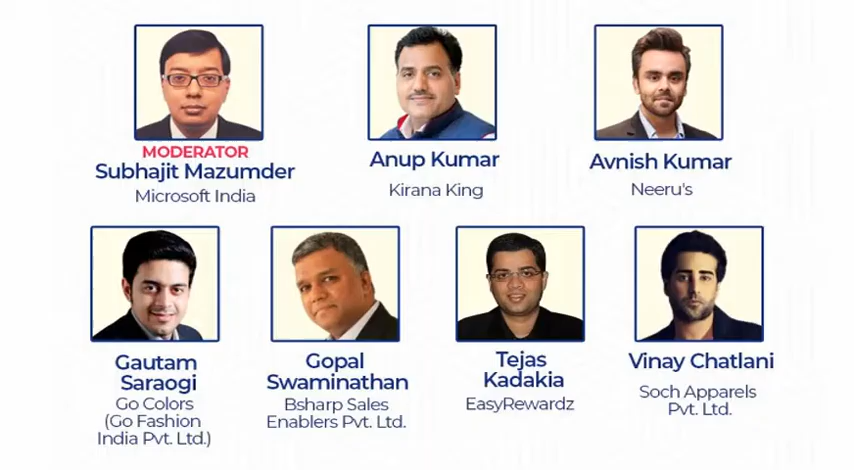 MODERATOR
Subhajit Mazumder
Microsoft India
Anup Kumar
Kirana King
Avnish Kumar
Neeru's
Gautam
Saraogi
Go Colors
(Go Fashion
India Pvt. Ltd.)
Gopal
Swaminathan
Bsharp Sales
Enablers Pvt. Ltd.
Tejas
Kadakia
EasyRewardz
Vinay Chatlani
Soch Apparels
Pvt. Ltd.